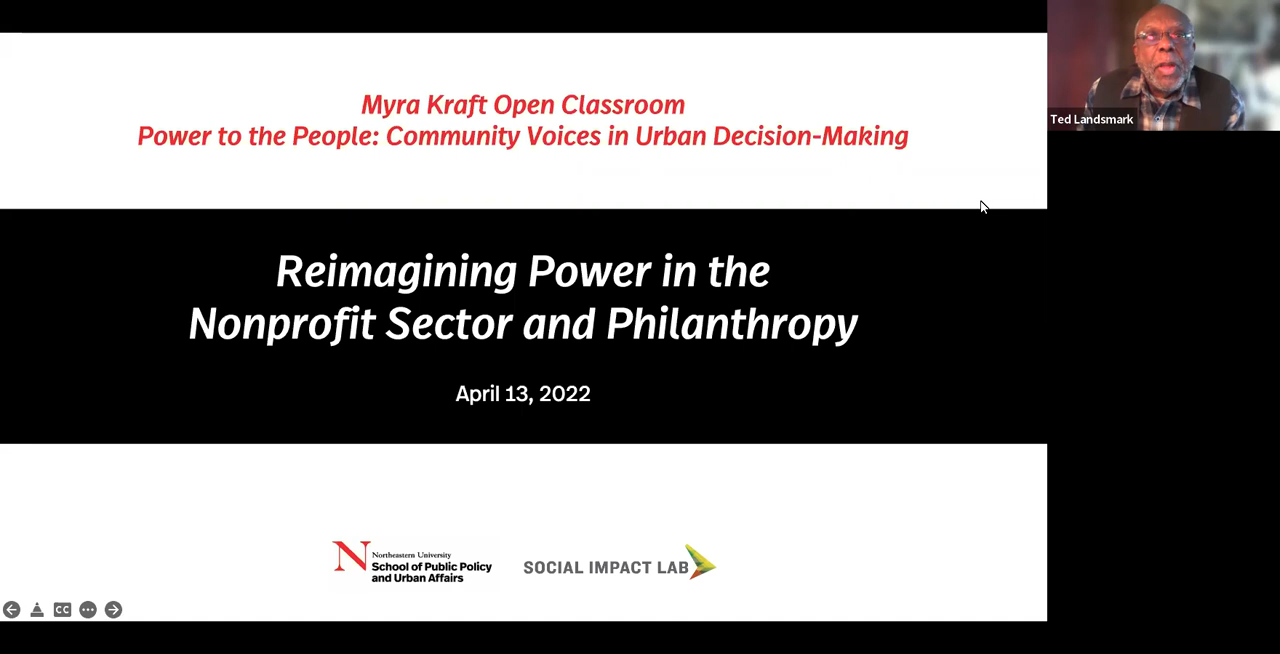 Myra Kraft Open Classroom
Power to the People: Community Voices in Urban Decision-Making
Ted Landsmark
Reimagining Power in the
Nonprofit Sector and Philanthropy
April 13, 2022
N
Northeastern University
School of Public Policy
and Urban Affairs
SOCIAL IMPACT LAB
CC